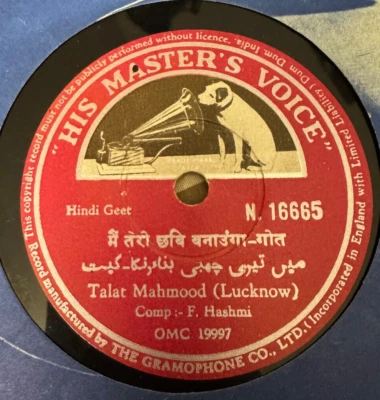 "HIS MASTER'S VOICE"
Hindi Geet
N. 16665
मैं तेरो छबि बनाउंगा-गीत
میں تیری چھبی بناؤنگا-گیت
Talat Mahmood (Lucknow)
Comp :- F. Hashmi
OMC 19997
This copyright record must not be publicly performed without licence. Made in Dum Dum, India.
Record manufactured by THE GRAMOPHONE CO., LTD., (Incorporated in England with Limited Liability)